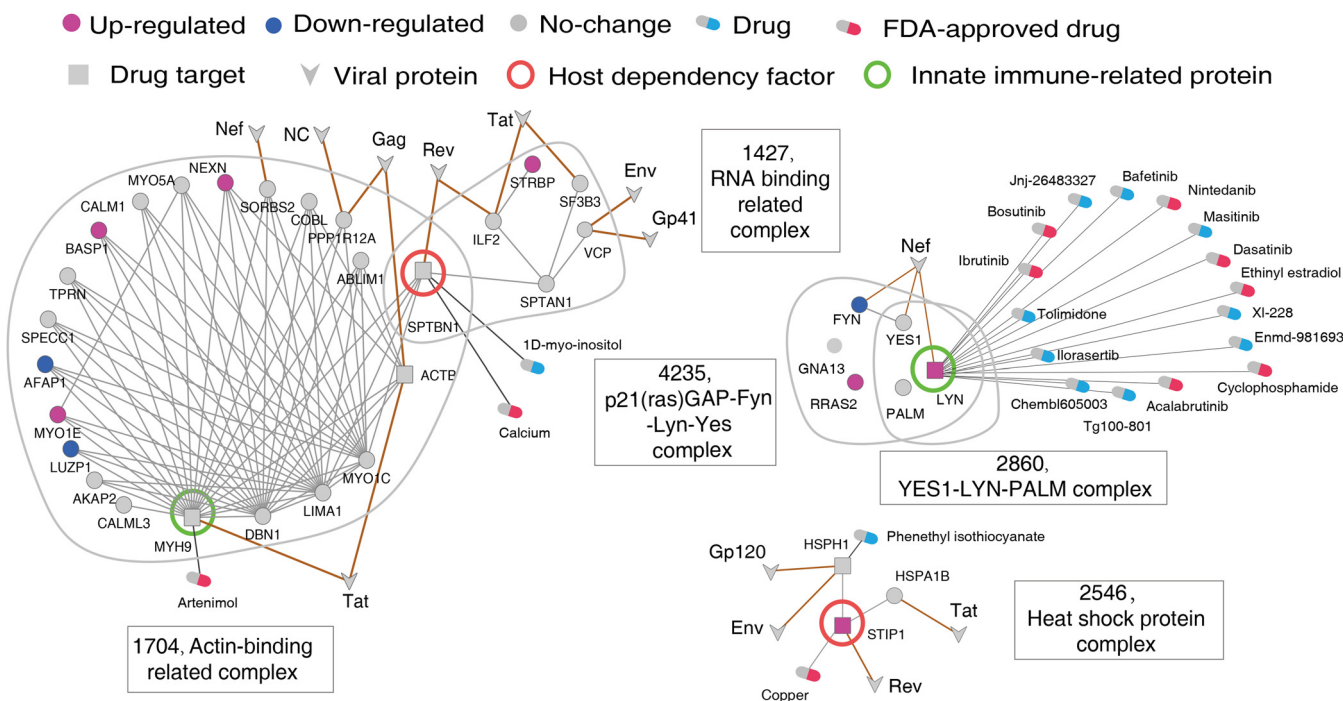 Up-regulated
Down-regulated
No-change
Drug
FDA-approved drug
Drug target
Viral protein
Host dependency factor
Innate immune-related protein
Nef
NC
Gag
Rev
Tat
Env
Gp41
NEXN
MYO5A
CALM1
BASP1
TPRN
SPECC1
AFAP1
MYO1E
LUZP1
AKAP2
CALML3
MYH9
DBN1
LIMA1
MYO1C
ACTB
SORBS2
COBL
PPP1R12A
ABLIM1
SPTBN1
STRBP
SF3B3
ILF2
VCP
SPTAN1
1D-myo-inositol
Calcium
Artenimol
Tat
1704, Actin-binding
related complex
1427,
RNA binding
related
complex
4235,
p21(ras)GAP-Fyn
-Lyn-Yes
complex
Nef
FYN
YES1
GNA13
RRAS2
PALM
LYN
Jnj-26483327
Bafetinib
Nintedanib
Bosutinib
Masitinib
Ibrutinib
Dasatinib
Ethinyl estradiol
Tolimidone
Xl-228
Enmd-981693
Ilorasertib
Cyclophosphamide
Chembl605003
Acalabrutinib
Tg100-801
2860,
YES1-LYN-PALM complex
Gp120
HSPH1
Phenethyl isothiocyanate
HSPA1B
Env
STIP1
Tat
Copper
Rev
2546,
Heat shock protein
complex